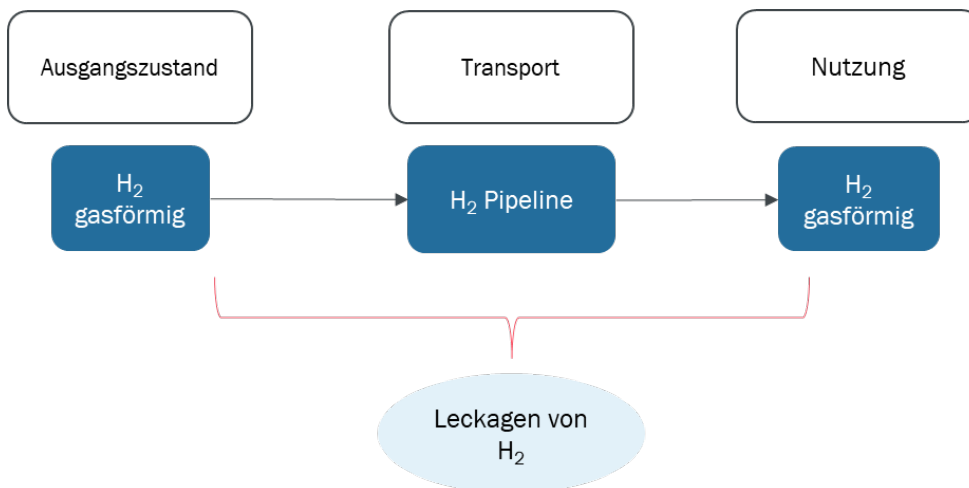 Ausgangszustand
Transport
Nutzung
H₂
gasförmig
H₂ Pipeline
H₂
gasförmig
Leckagen von
H₂